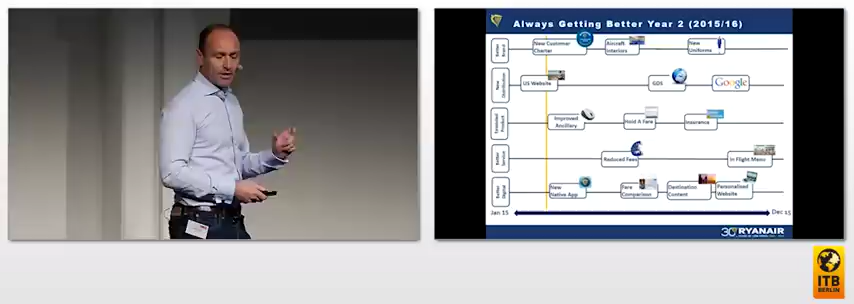 Always Getting Better Year 2 (2015/16)
Better
Brand
New Customer
Charter
Aircraft
Interiors
New
Uniforms
New
Distribution
US Website
GDS
Google
Extended
Product
Improved
Ancillary
Hold A Fare
Insurance
Better
Service
Reduced Fees
In Flight Menu
Better
Digital
New
Native App
Fare
Comparison
Destination
Content
Personalised
Website
Jan 15
Dec 15
30
RYANAIR
ITB
BERLIN